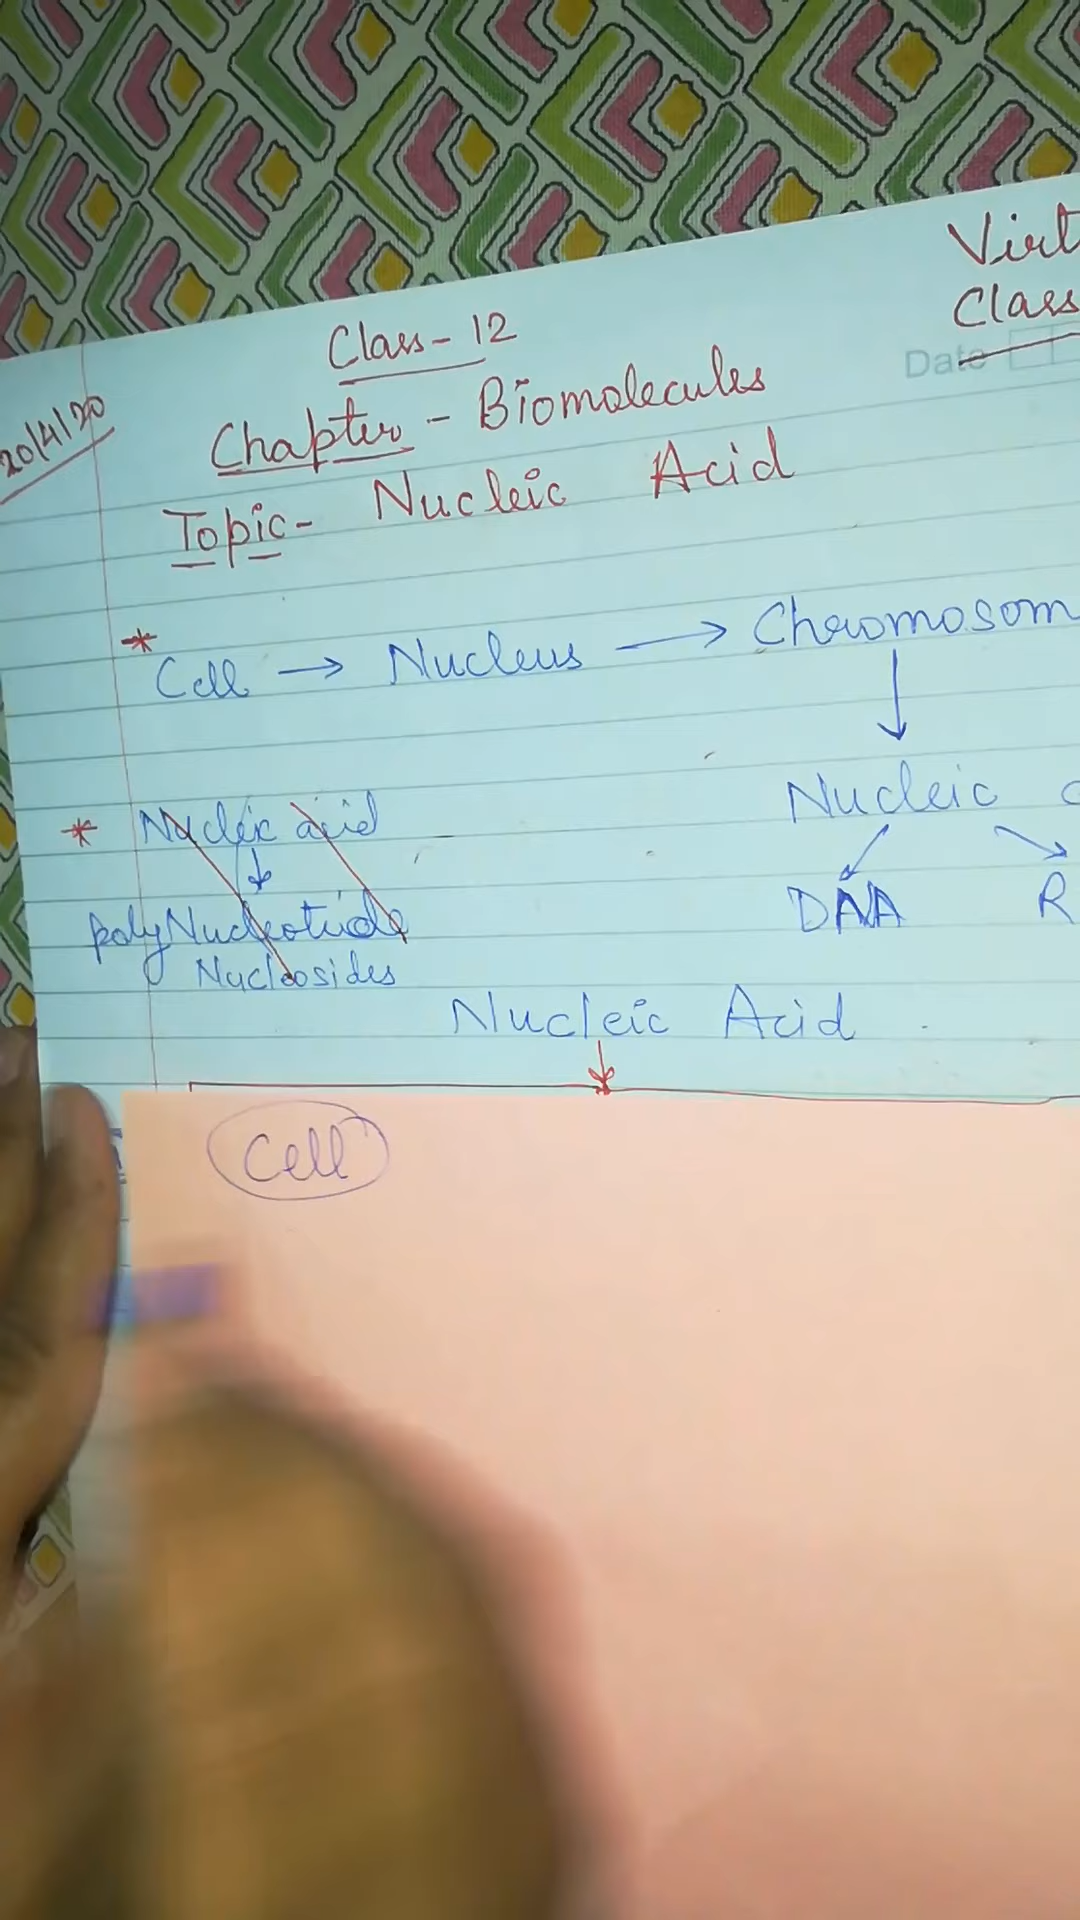 Virt
Class
Date
20/4/20
Class - 12
Chapter - Biomolecules
Topic - Nucleic Acid
* Cell → Nucleus → Chromosom
Nucleic
DNA R
* Nucleic acid
↓
polyNucleotide
Nucleosides
Nucleic Acid
Cell